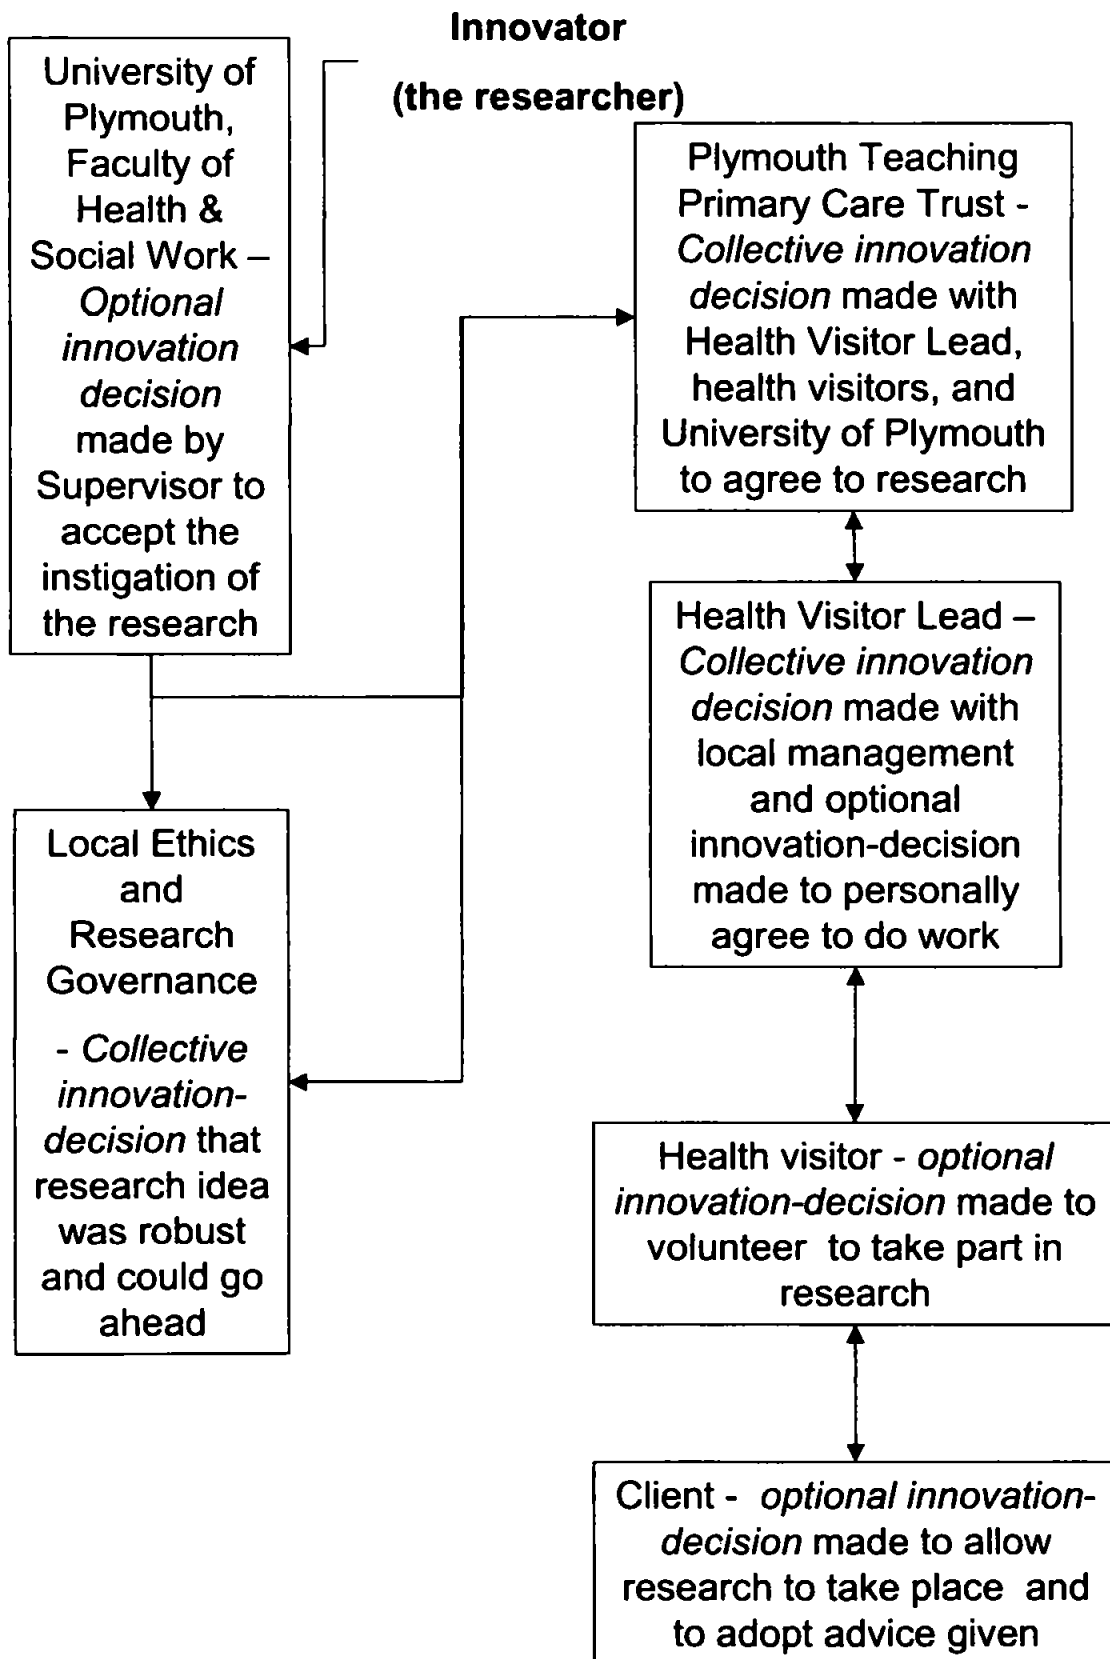 Innovator
(the researcher)
University of
Plymouth,
Faculty of
Health &
Social Work –
Optional
innovation
decision
made by
Supervisor to
accept the
instigation of
the research
Local Ethics
and
Research
Governance
- Collective
innovation-
decision that
research idea
was robust
and could go
ahead
Plymouth Teaching
Primary Care Trust -
Collective innovation
decision made with
Health Visitor Lead,
health visitors, and
University of Plymouth
to agree to research
Health Visitor Lead –
Collective innovation
decision made with
local management
and optional
innovation-decision
made to personally
agree to do work
Health visitor - optional
innovation-decision made to
volunteer to take part in
research
Client - optional innovation-
decision made to allow
research to take place and
to adopt advice given